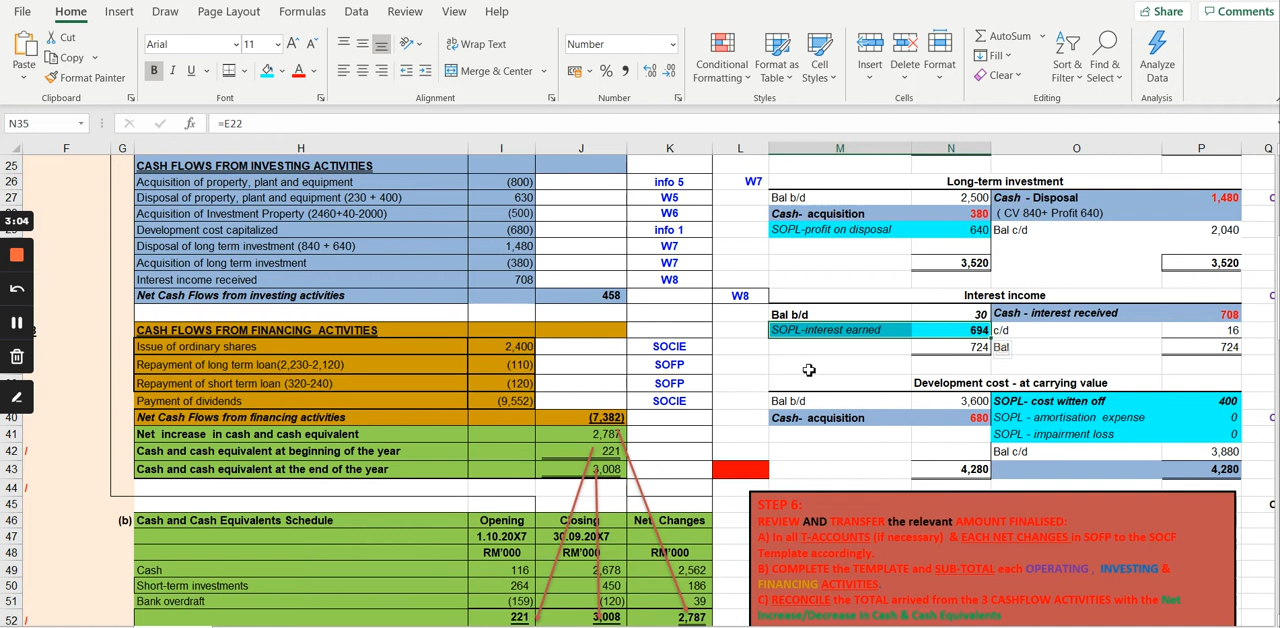 File Home Insert Draw Page Layout Formulas Data Review View Help Share Comments
Paste Cut Copy Format Painter Clipboard
Arial 11 B I U Font
Wrap Text Merge & Center Alignment
Number Number
Conditional Formatting Format as Table Cell Styles Styles
Insert Delete Format Cells
AutoSum Fill Clear Sort & Filter Find & Select Editing
Analyze Data Analysis
N35 fx =E22
F G H I J K L M N O P Q
25 CASH FLOWS FROM INVESTING ACTIVITIES
26 Acquisition of property, plant and equipment (800) info 5 W7 Long-term investment
27 Disposal of property, plant and equipment (230 + 400) 630 W5 Bal b/d 2,500 Cash - Disposal 1,480
Acquisition of Investment Property (2460+40-2000) (500) W6 Cash- acquisition 380 ( CV 840+ Profit 640)
Development cost capitalized (680) info 1 SOPL-profit on disposal 640 Bal c/d 2,040
Disposal of long term investment (840 + 640) 1,480 W7
Acquisition of long term investment (380) W7 3,520 3,520
Interest income received 708 W8
Net Cash Flows from investing activities 458 W8 Interest income
Bal b/d 30 Cash - interest received 708
CASH FLOWS FROM FINANCING ACTIVITIES SOPL-interest earned 694 c/d 16
Issue of ordinary shares 2,400 SOCIE 724 Bal 724
Repayment of long term loan(2,230-2,120) (110) SOFP
Repayment of short term loan (320-240) (120) SOFP Development cost - at carrying value
Payment of dividends (9,552) SOCIE Bal b/d 3,600 SOPL- cost witten off 400
40 Net Cash Flows from financing activities (7,382) Cash- acquisition 680 SOPL - amortisation expense 0
41 Net increase in cash and cash equivalent 2,787 SOPL - impairment loss 0
42 / Cash and cash equivalent at beginning of the year 221 Bal c/d 3,880
43 Cash and cash equivalent at the end of the year 3,008 4,280 4,280
44 /
45
46 (b) Cash and Cash Equivalents Schedule Opening Closing Net Changes
47 1.10.20X7 30.09.20X7
48 RM'000 RM'000 RM'000
49 Cash 116 2,678 2,562
50 Short-term investments 264 450 186
51 Bank overdraft (159) (120) 39
52 / 221 3,008 2,787
3:04
STEP 6:
REVIEW AND TRANSFER the relevant AMOUNT FINALISED:
A) In all T-ACCOUNTS (if necessary) & EACH NET CHANGES in SOFP to the SOCF
Template accordingly.
B) COMPLETE the TEMPLATE and SUB-TOTAL each OPERATING , INVESTING &
FINANCING ACTIVITIES.
C) RECONCILE the TOTAL arrived from the 3 CASHFLOW ACTIVITIES with the Net
Increase/Decrease in Cash & Cash Equivalents